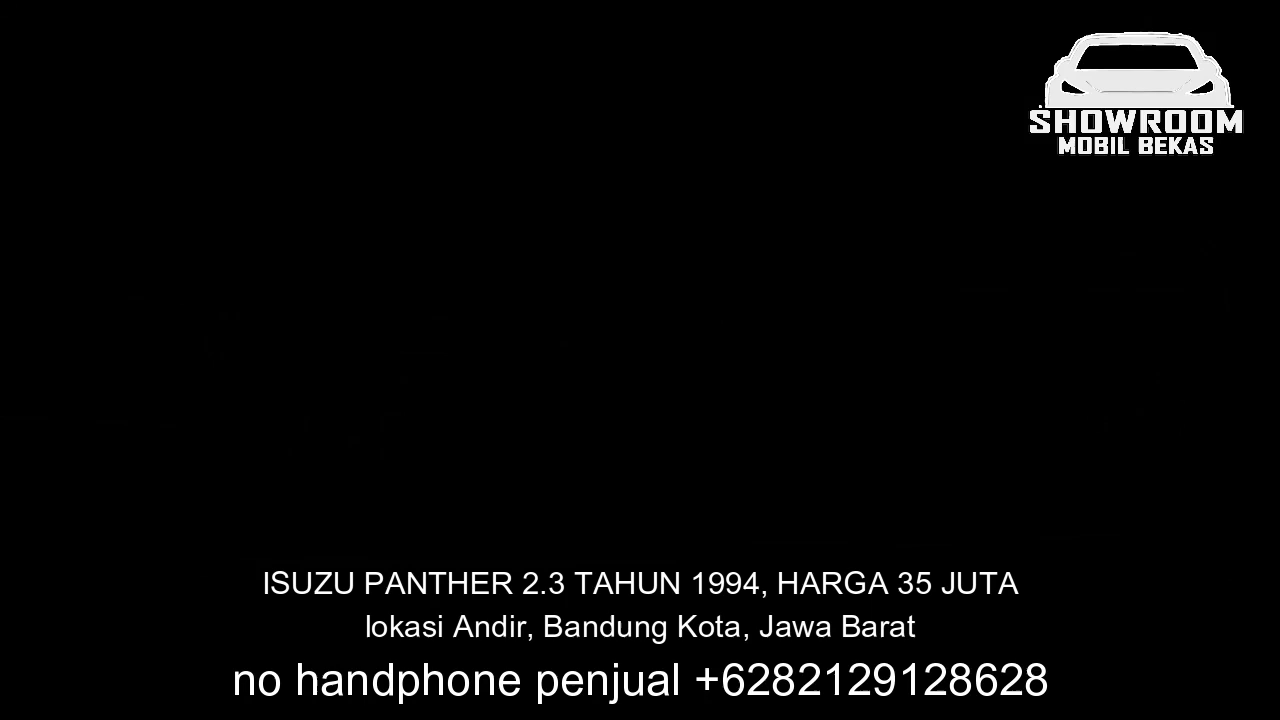 SHOWROOM
MOBIL BEKAS
ISUZU PANTHER 2.3 TAHUN 1994, HARGA 35 JUTA
lokasi Andir, Bandung Kota, Jawa Barat
no handphone penjual +6282129128628